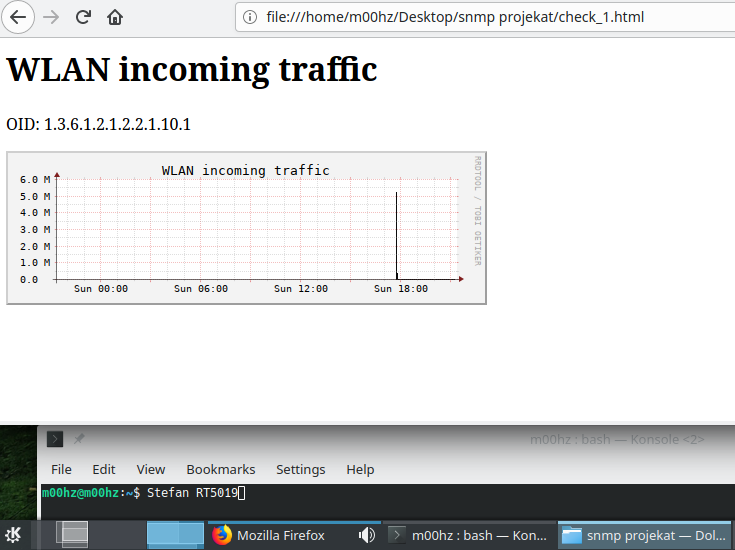 file:///home/m00hz/Desktop/snmp projekat/check_1.html
WLAN incoming traffic
OID: 1.3.6.1.2.1.2.2.1.10.1
WLAN incoming traffic
RRDTOOL / TOBI OETIKER
6.0 M
5.0 M
4.0 M
3.0 M
2.0 M
1.0 M
0.0
Sun 00:00 Sun 06:00 Sun 12:00 Sun 18:00
m00hz : bash — Konsole <2>
File Edit View Bookmarks Settings Help
m00hz@m00hz:~$ Stefan RT5019
Mozilla Firefox m00hz : bash — Kon... snmp projekat — Dol...